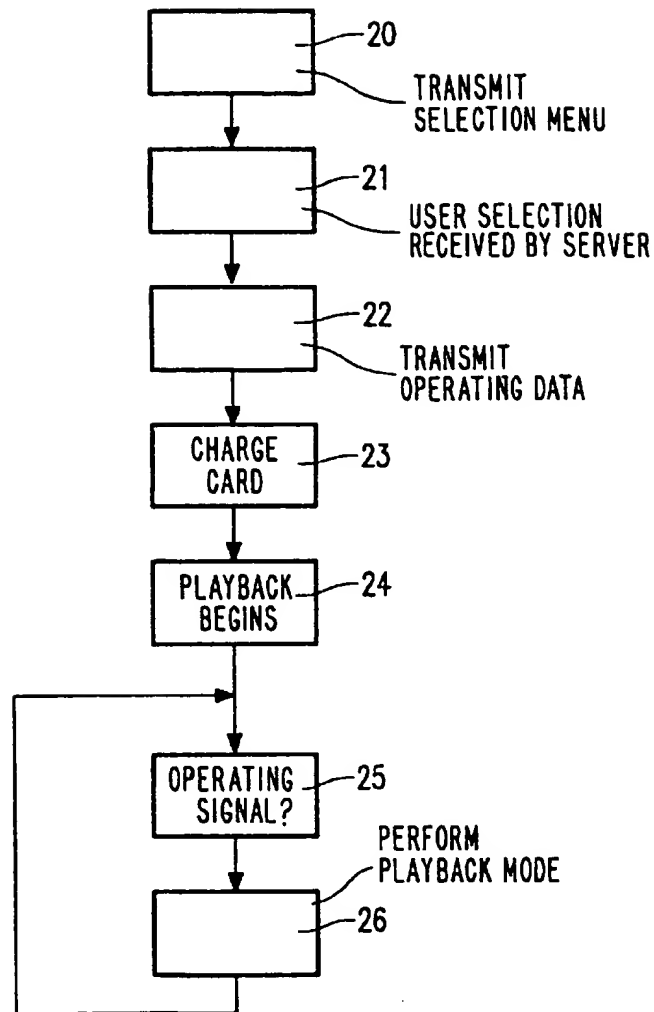 20
TRANSMIT
SELECTION MENU
21
USER SELECTION
RECEIVED BY SERVER
22
TRANSMIT
OPERATING DATA
CHARGE
CARD
23
PLAYBACK
BEGINS
24
OPERATING
SIGNAL?
25
PERFORM
PLAYBACK MODE
26